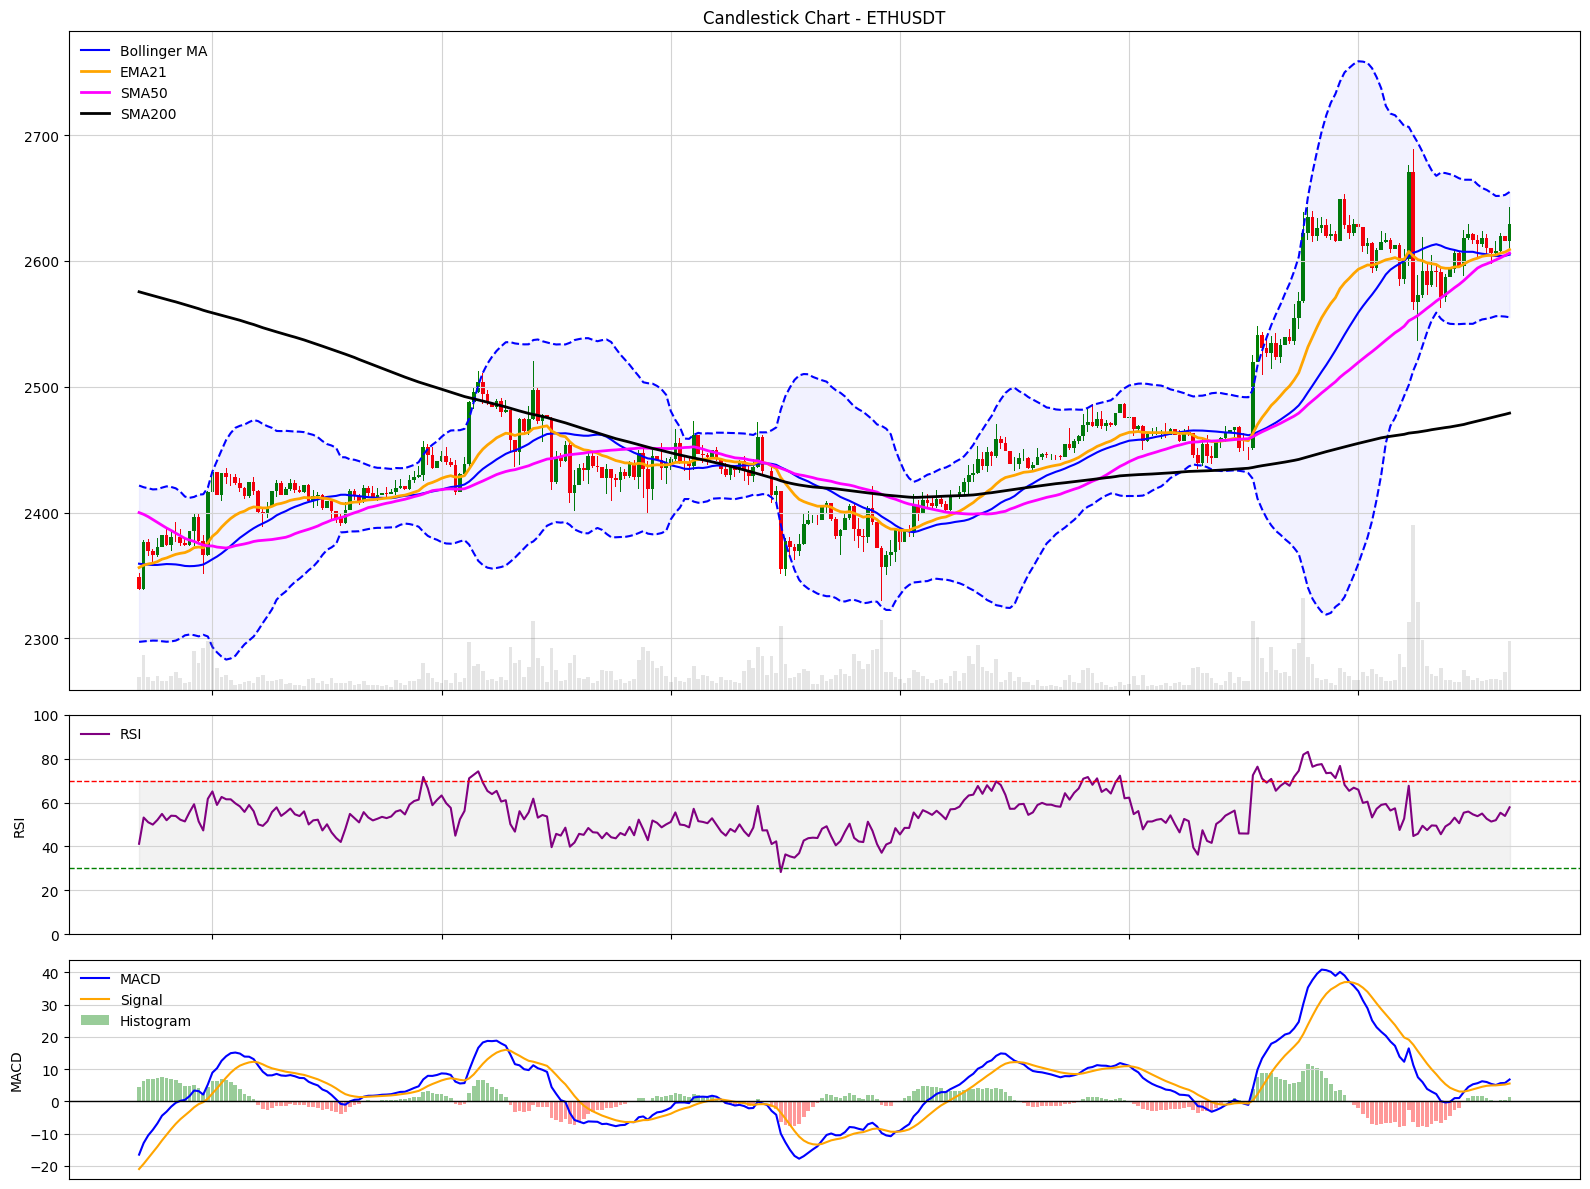 Candlestick Chart - ETHUSDT
Bollinger MA
EMA21
SMA50
SMA200
2700
2600
2500
2400
2300
RSI
100
80
60
40
20
0
RSI
MACD
Signal
Histogram
40
30
20
10
0
−10
−20
MACD